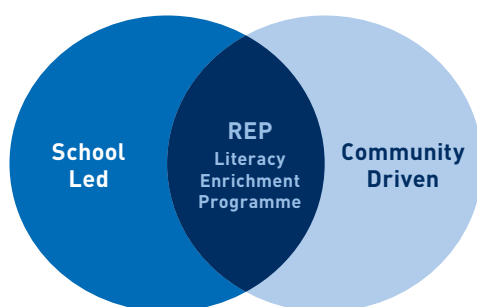 School
Led
REP
Literacy
Enrichment
Programme
Community
Driven